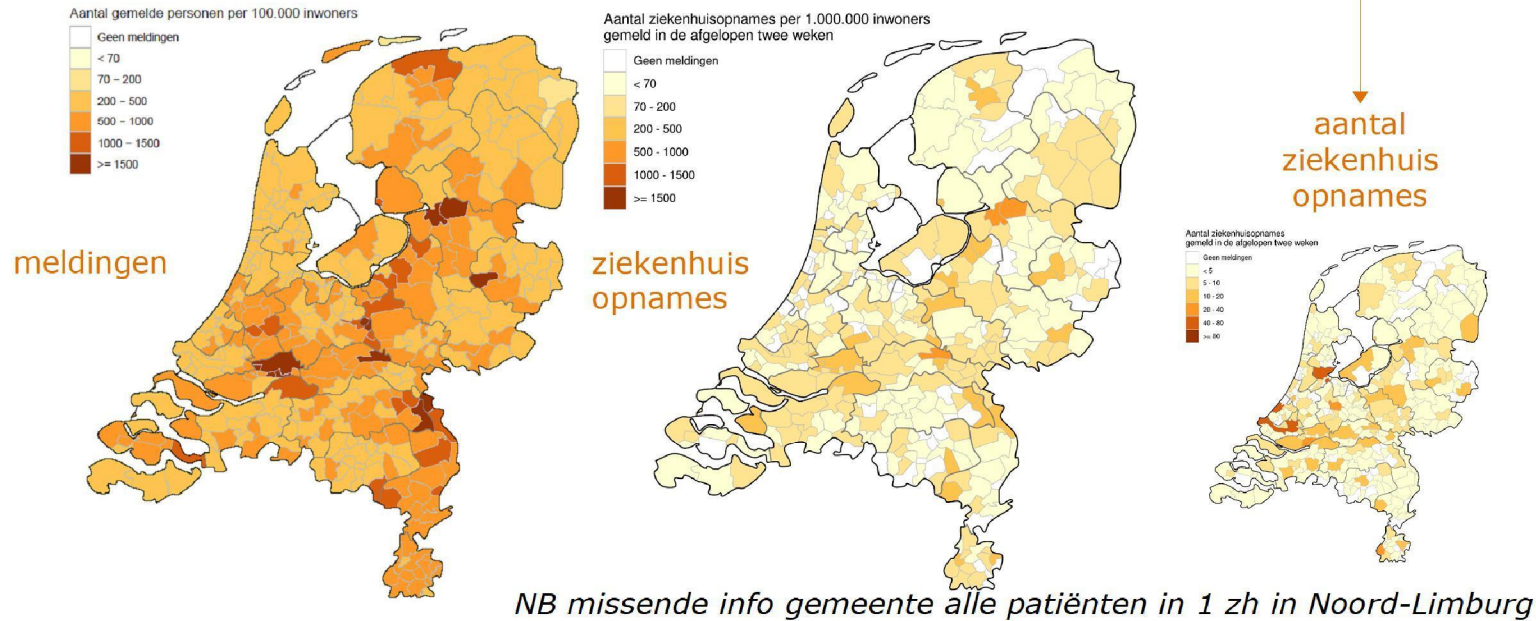 Aantal gemelde personen per 100.000 inwoners
Geen meldingen
< 70
70 – 200
200 – 500
500 – 1000
1000 – 1500
>= 1500
meldingen
Aantal ziekenhuisopnames per 1.000.000 inwoners
gemeld in de afgelopen twee weken
Geen meldingen
< 70
70 - 200
200 - 500
500 - 1000
1000 - 1500
>= 1500
ziekenhuis
opnames
aantal
ziekenhuis
opnames
Aantal ziekenhuisopnames
gemeld in de afgelopen twee weken
Geen meldingen
< 5
5 - 10
10 - 20
20 - 40
40 - 80
>= 80
NB missende info gemeente alle patiënten in 1 zh in Noord-Limburg